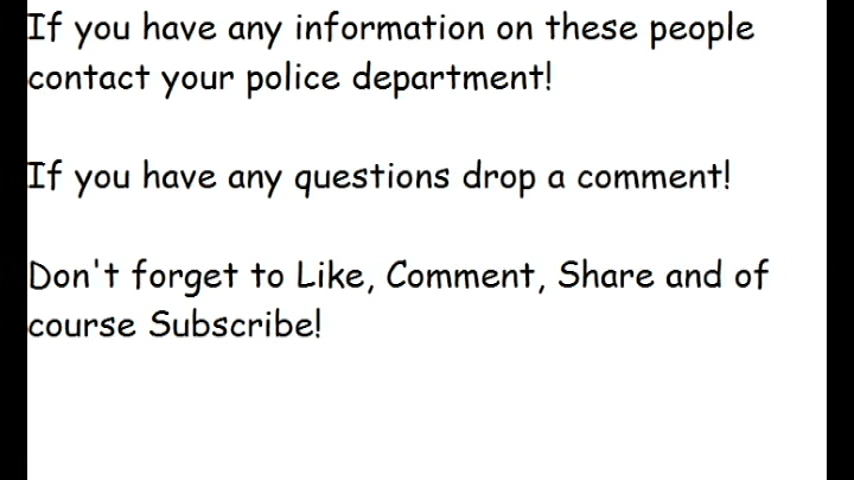 If you have any information on these people
contact your police department!
If you have any questions drop a comment!
Don't forget to Like, Comment, Share and of
course Subscribe!